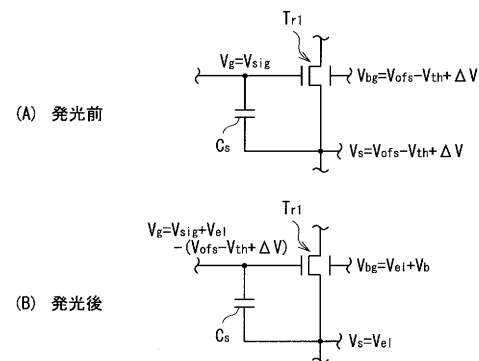 Tr1
Vg=Vsig
Vbg=Vofs-Vth+ΔV
(A) 発光前
Cs
Vs=Vofs-Vth+ΔV
Tr1
Vg=Vsig+Vel
-(Vofs-Vth+ΔV)
Vbg=Vel+Vb
(B) 発光後
Cs
Vs=Vel